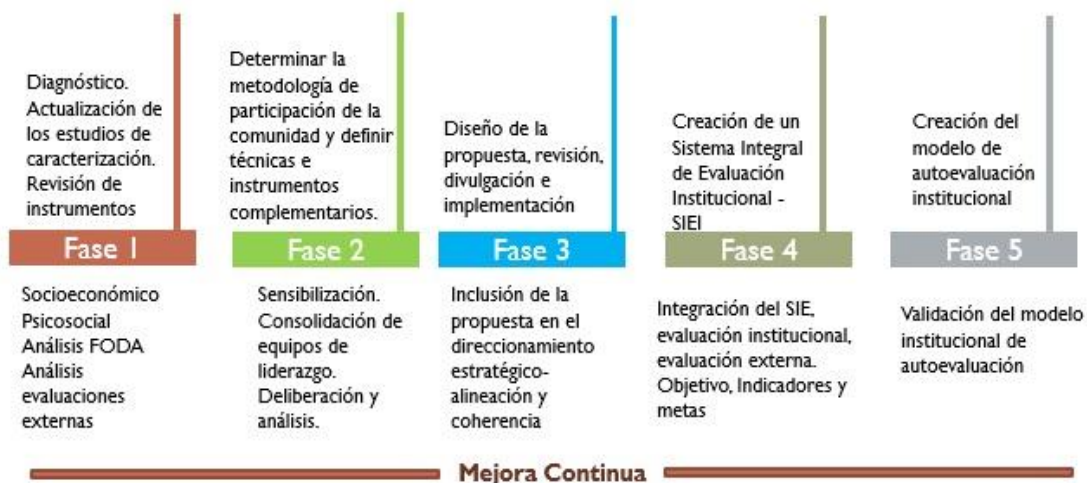 Diagnóstico.
Actualización de
los estudios de
caracterización.
Revisión de
instrumentos
Fase 1
Socioeconómico
Psicosocial
Análisis FODA
Análisis
evaluaciones
externas
Determinar la
metodología de
participación de la
comunidad y definir
técnicas e
instrumentos
complementarios.
Fase 2
Sensibilización.
Consolidación de
equipos de
liderazgo.
Deliberación y
análisis.
Diseño de la
propuesta, revisión,
divulgación e
implementación
Fase 3
Inclusión de la
propuesta en el
direccionamiento
estratégico-
alineación y
coherencia
Creación de un
Sistema Integral
de Evaluación
Institucional -
SIEI
Fase 4
Integración del SIE,
evaluación institucional,
evaluación externa.
Objetivo, Indicadores y
metas
Creación del
modelo de
autoevaluación
institucional
Fase 5
Validación del modelo
institucional de
autoevaluación
Mejora Continua